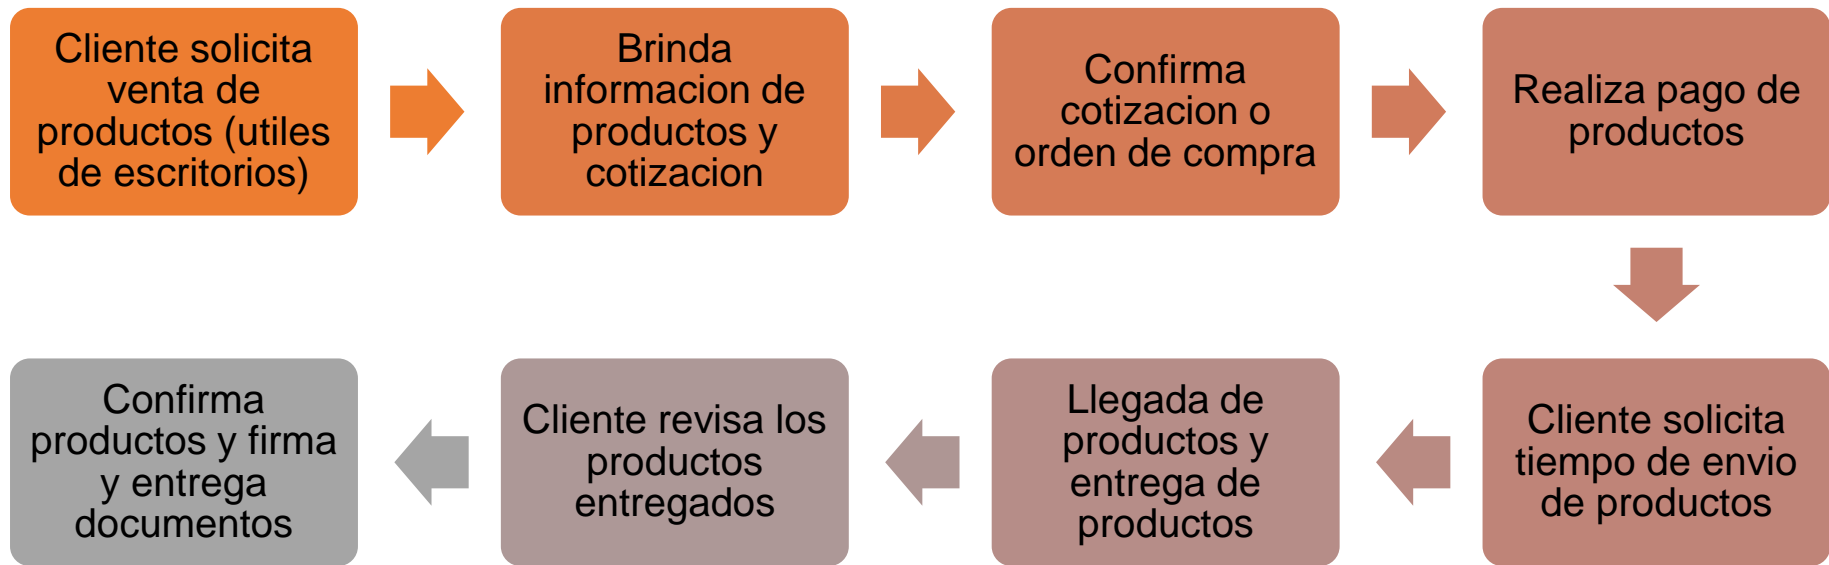 Cliente solicita
venta de
productos (utiles
de escritorios)
Brinda
informacion de
productos y
cotizacion
Confirma
cotizacion o
orden de compra
Realiza pago de
productos
Cliente solicita
tiempo de envio
de productos
Llegada de
productos y
entrega de
productos
Cliente revisa los
productos
entregados
Confirma
productos y firma
y entrega
documentos